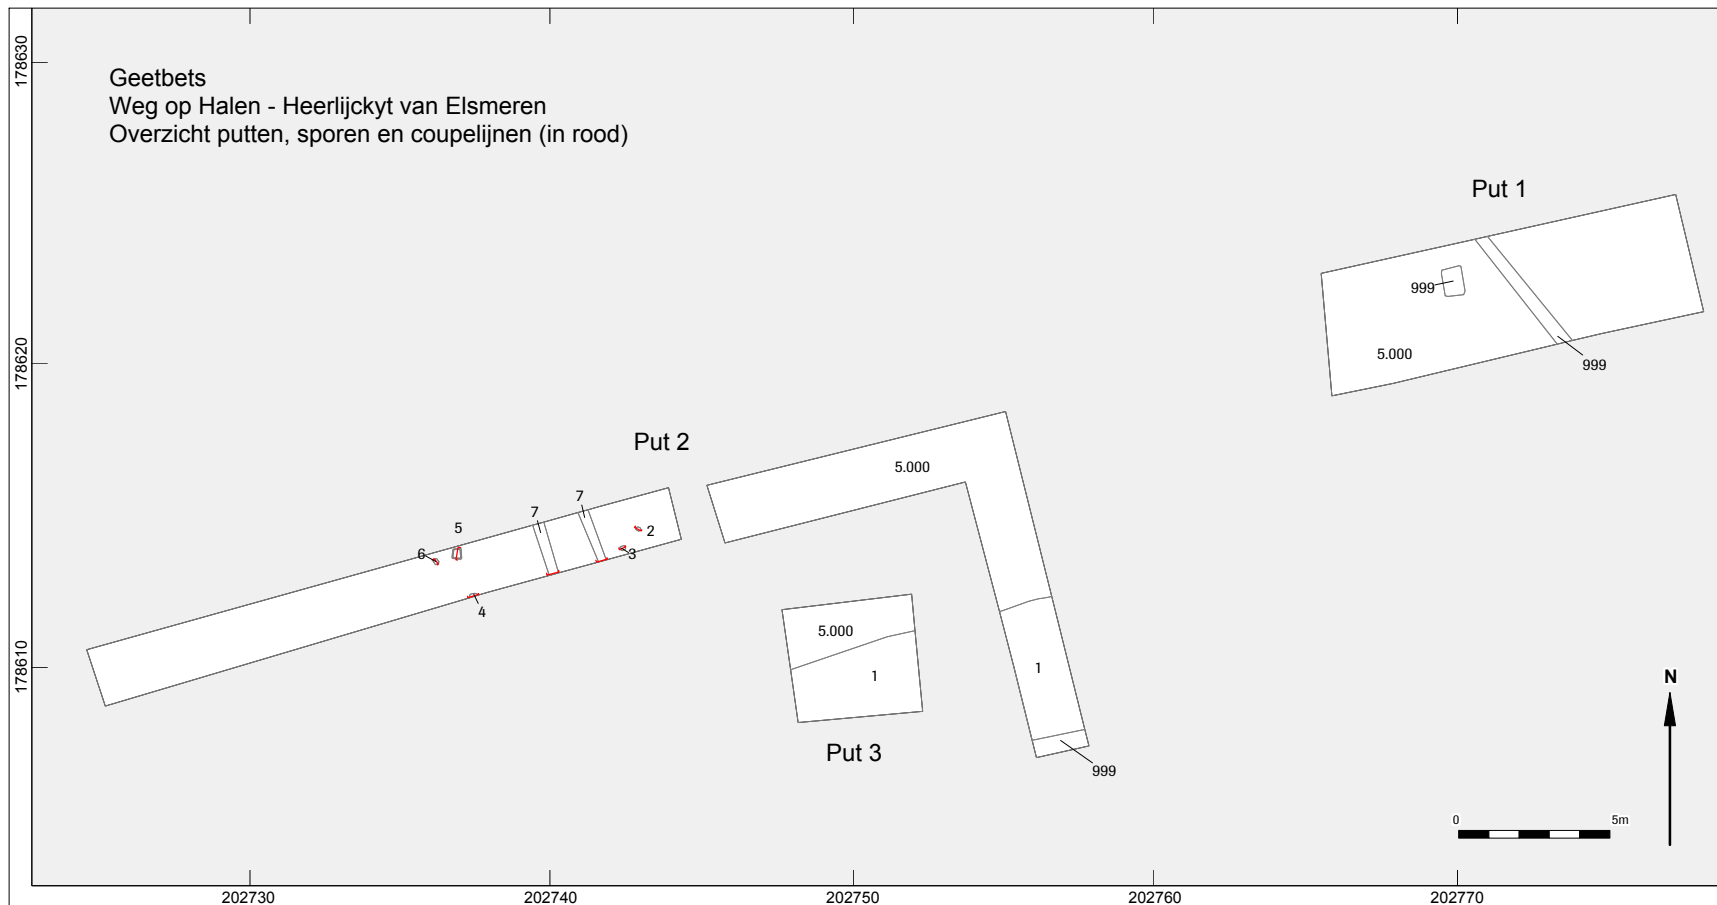 Geetbets
Weg op Halen - Heerlijckyt van Elsmeren
Overzicht putten, sporen en coupelijnen (in rood)
178630
178620
178610
Put 1
999
5.000
999
Put 2
5.000
7
7
5
2
6
3
4
1
999
5.000
1
Put 3
N
0 5m
202730 202740 202750 202760 202770